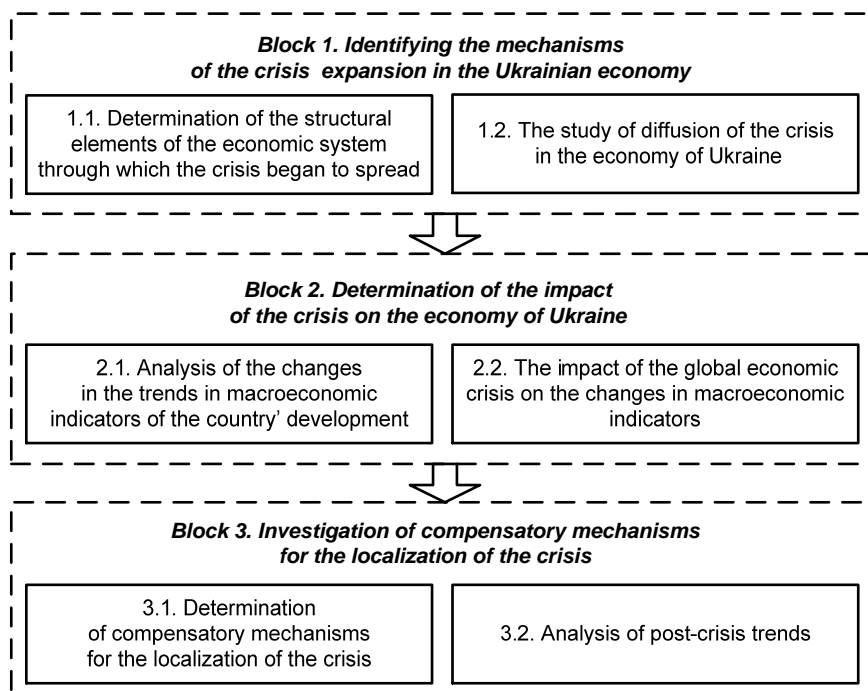 Block 1. Identifying the mechanisms
of the crisis expansion in the Ukrainian economy
1.1. Determination of the structural
elements of the economic system
through which the crisis began to spread
1.2. The study of diffusion of the crisis
in the economy of Ukraine
Block 2. Determination of the impact
of the crisis on the economy of Ukraine
2.1. Analysis of the changes
in the trends in macroeconomic
indicators of the country’ development
2.2. The impact of the global economic
crisis on the changes in macroeconomic
indicators
Block 3. Investigation of compensatory mechanisms
for the localization of the crisis
3.1. Determination
of compensatory mechanisms
for the localization of the crisis
3.2. Analysis of post-crisis trends